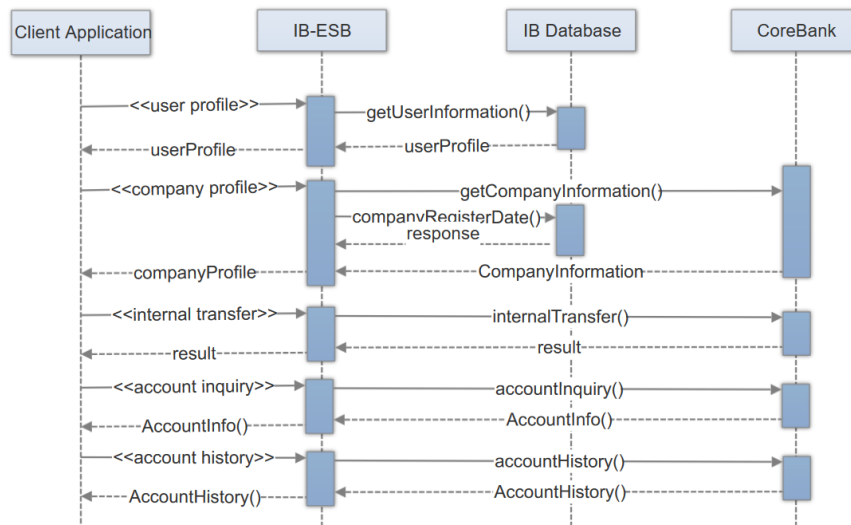 Client Application
IB-ESB
IB Database
CoreBank
<<user profile>>
getUserInformation()
userProfile
userProfile
<<company profile>>
getCompanyInformation()
companyRegisterDate()
response
companyProfile
CompanyInformation
<<internal transfer>>
internalTransfer()
result
result
<<account inquiry>>
accountInquiry()
AccountInfo()
AccountInfo()
<<account history>>
accountHistory()
AccountHistory()
AccountHistory()